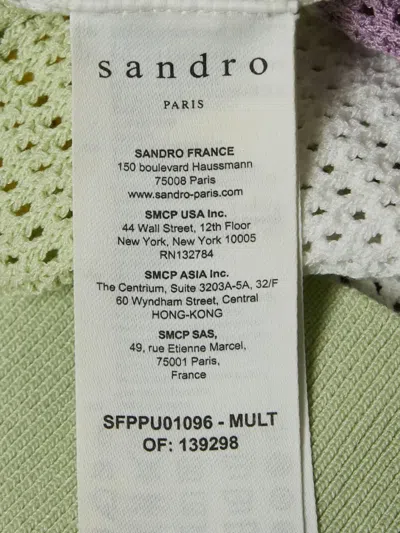 sandro
PARIS
SANDRO FRANCE
150 boulevard Haussmann
75008 Paris
www.sandro-paris.com
SMCP USA Inc.
44 Wall Street, 12th Floor
New York, New York 10005
RN132784
SMCP ASIA Inc.
The Centrium, Suite 3203A-5A, 32/F
60 Wyndham Street, Central
HONG-KONG
SMCP SAS,
49, rue Etienne Marcel,
75001 Paris,
France
SFPPU01096 - MULT
OF: 139298